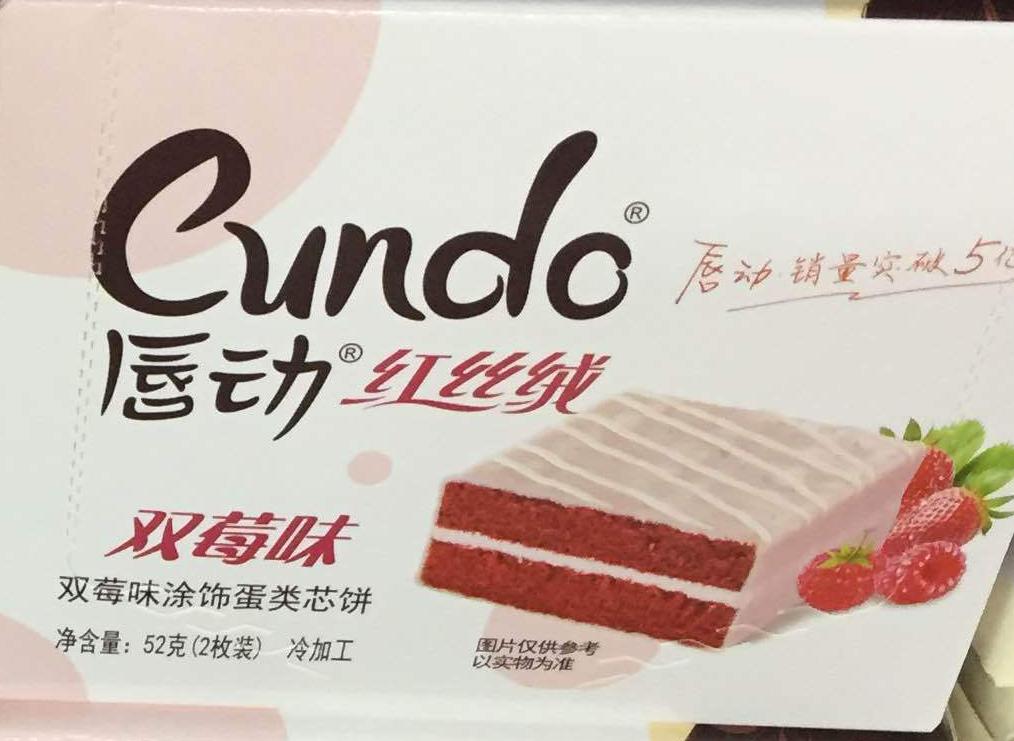 Cundo®
唇动·销量突破5亿
唇动®红丝绒
双莓味
双莓味涂饰蛋类芯饼
净含量：52克(2枚装) 冷加工
图片仅供参考
以实物为准